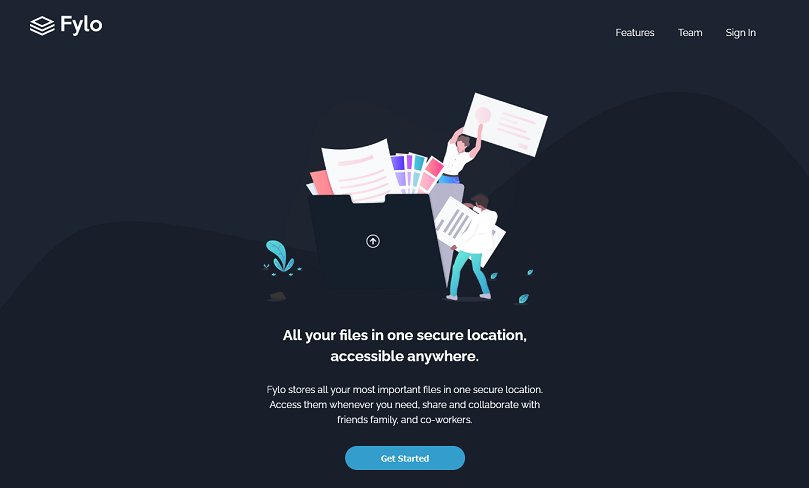 Fylo
Features Team Sign In
All your files in one secure location,
accessible anywhere.
Fylo stores all your most important files in one secure location.
Access them whenever you need, share and collaborate with
friends family, and co-workers.
Get Started